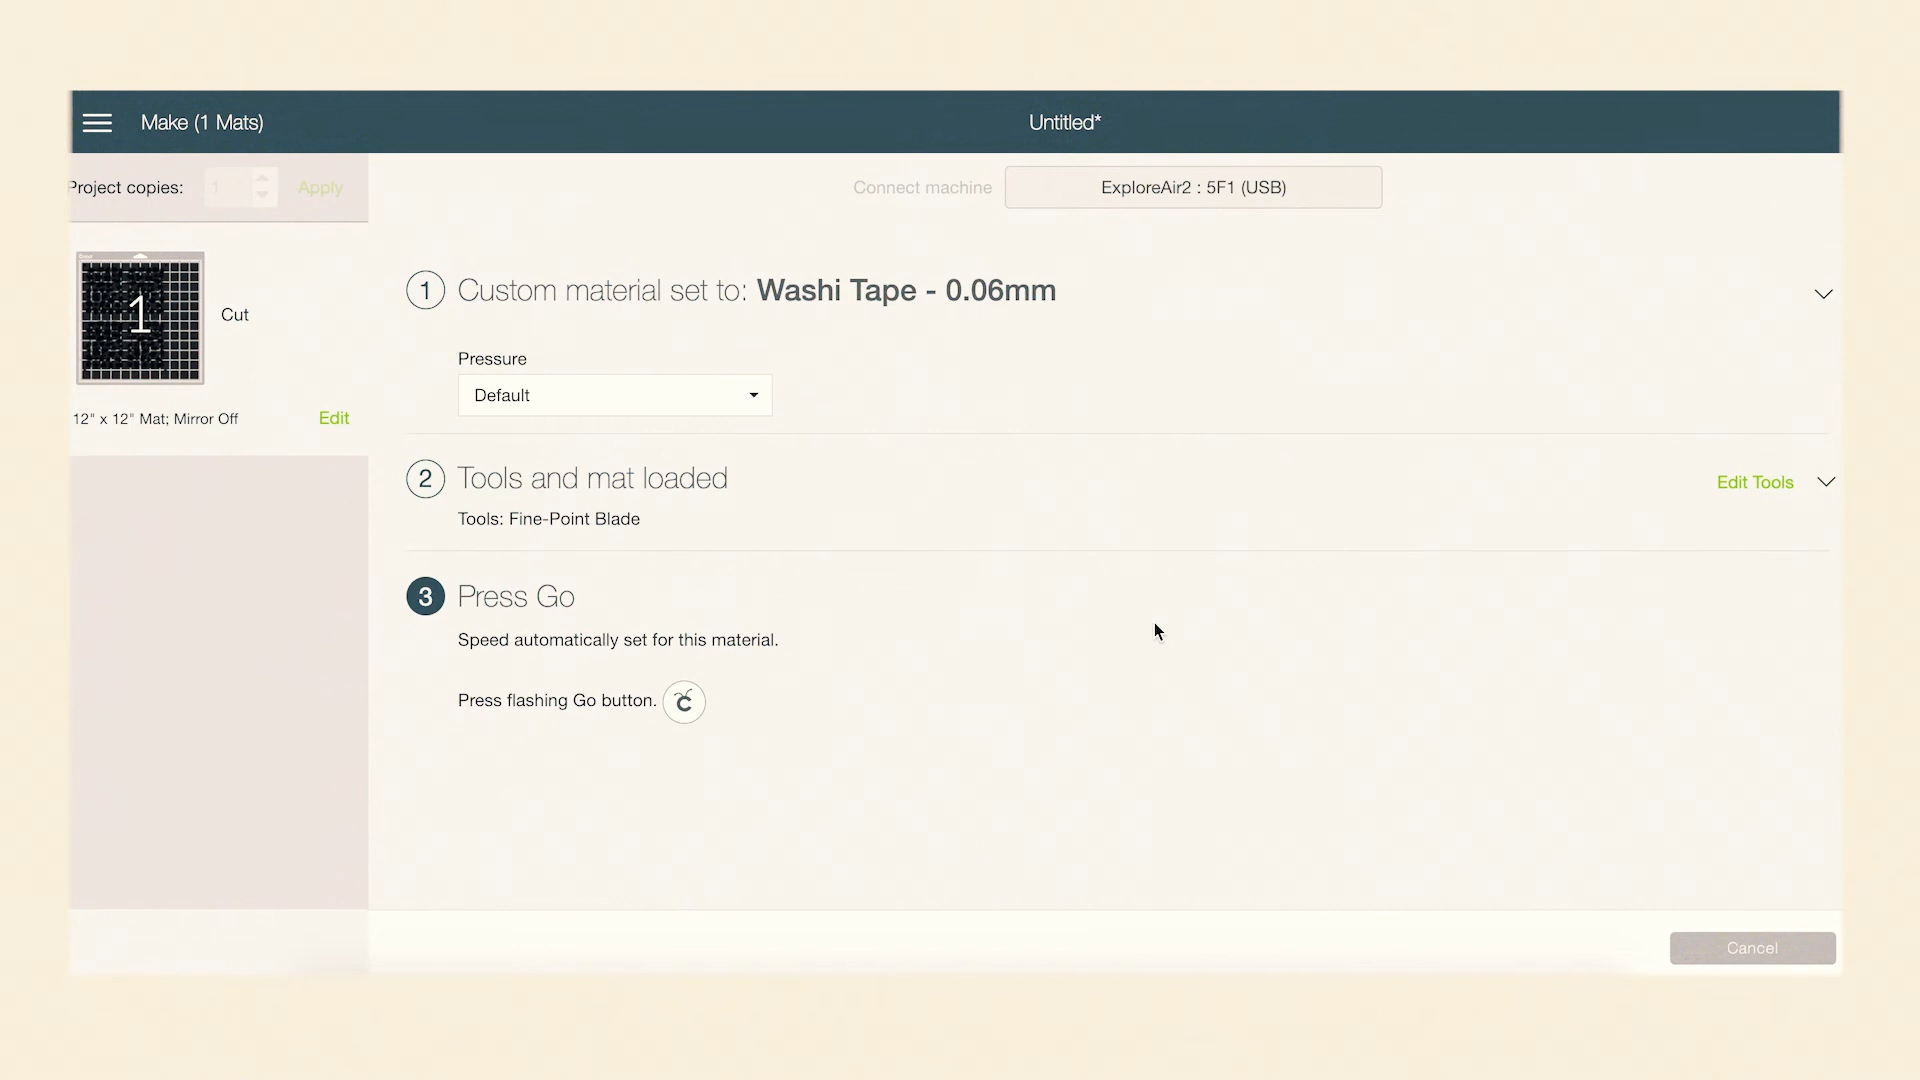 Make (1 Mats)
Untitled*
Project copies:
1
Apply
Connect machine
ExploreAir2 : 5F1 (USB)
1
Cut
12" x 12" Mat; Mirror Off
Edit
1
Custom material set to: Washi Tape - 0.06mm
Pressure
Default
2
Tools and mat loaded
Edit Tools
Tools: Fine-Point Blade
3
Press Go
Speed automatically set for this material.
Press flashing Go button.
C
Cancel